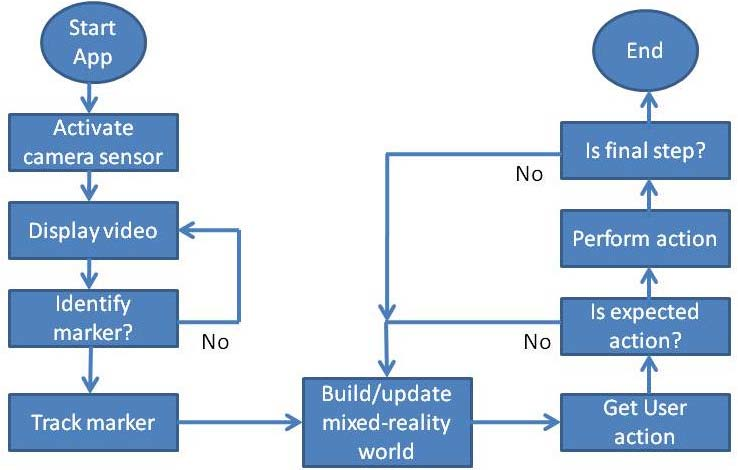 Start
App
Activate
camera sensor
Display video
Identify
marker?
No
Track marker
Build/update
mixed-reality
world
Get User
action
Is expected
action?
No
Perform action
Is final step?
No
End